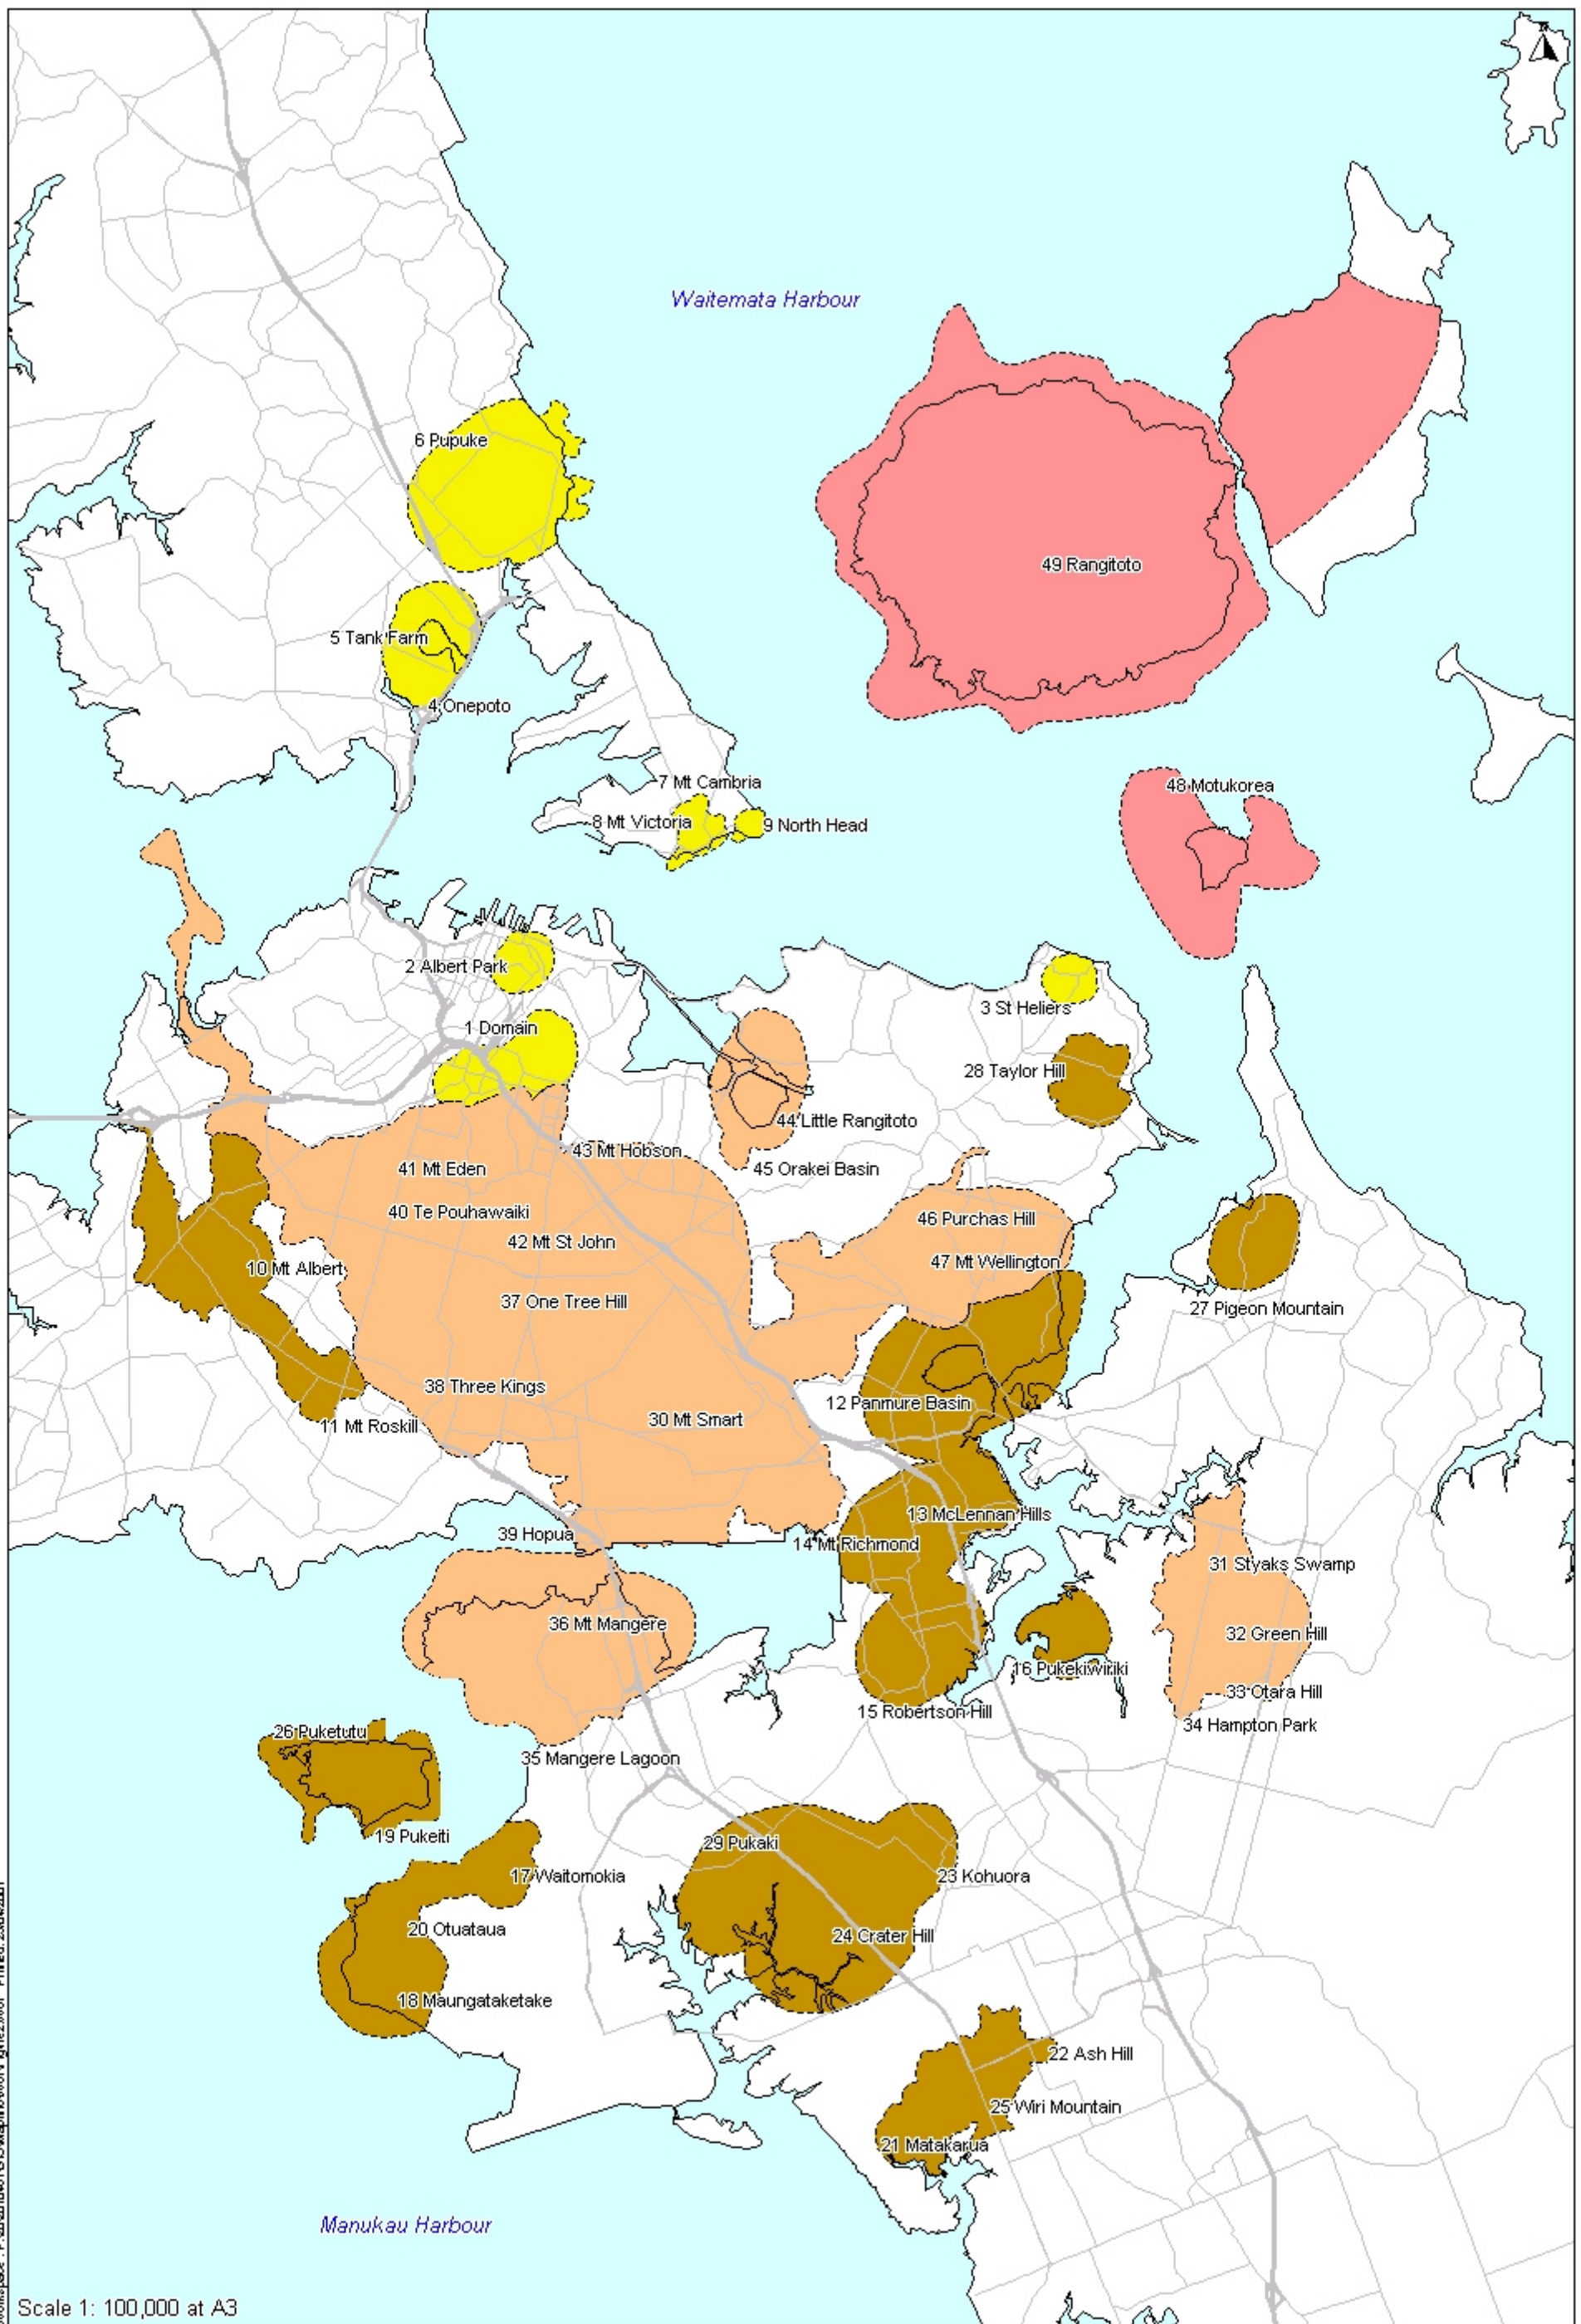 Waitemata Harbour
6 Pupuke
49 Rangitoto
5 Tank Farm
4 Onepoto
7 Mt Cambria
48 Motukorea
8 Mt Victoria
9 North Head
2 Albert Park
3 St Heliers
1 Domain
28 Taylor Hill
44 Little Rangitoto
43 Mt Hobson
41 Mt Eden
45 Orakei Basin
40 Te Pouhawaiki
46 Purchas Hill
42 Mt St John
47 Mt Wellington
10 Mt Albert
37 One Tree Hill
27 Pigeon Mountain
38 Three Kings
12 Panmure Basin
30 Mt Smart
11 Mt Roskill
13 McLennan Hills
39 Hopua
14 Mt Richmond
31 Styaks Swamp
36 Mt Mangere
32 Green Hill
16 Pukekiwiriki
33 Otara Hill
15 Robertson Hill
34 Hampton Park
26 Puketutu
35 Mangere Lagoon
19 Pukeiti
29 Pukaki
17 Waitomokia
23 Kohuora
20 Otuataua
24 Crater Hill
18 Maungataketake
22 Ash Hill
25 Wiri Mountain
21 Matakarua
Manukau Harbour
Scale 1: 100,000 at A3